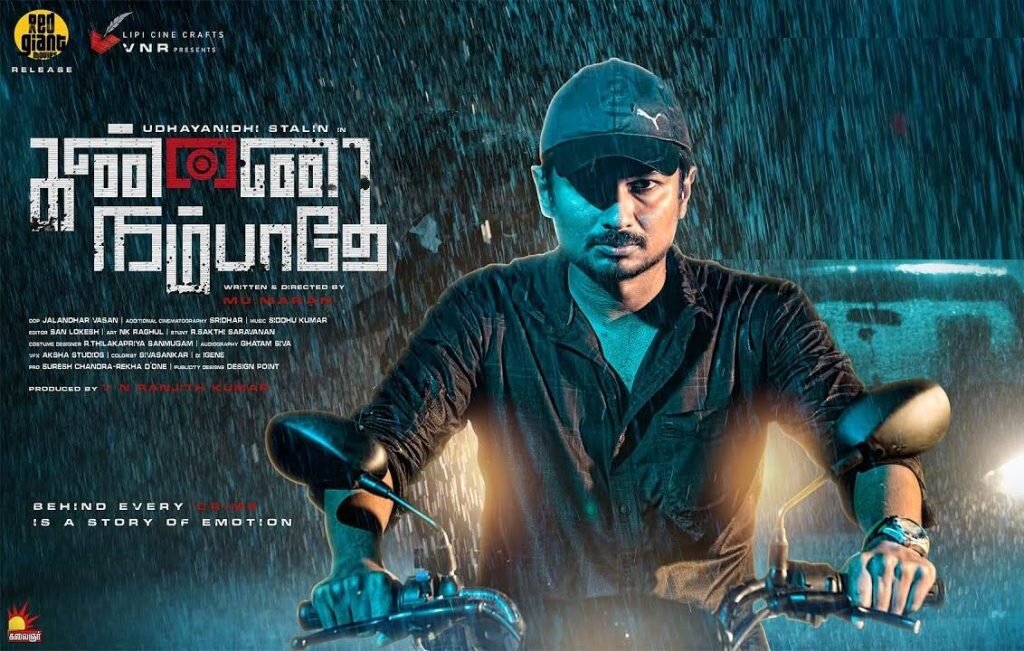 Red
giant
movies
RELEASE
LIPI CINE CRAFTS
VNR PRESENTS
UDHAYANIDHI STALIN IN
கண்ணை
நம்பாதே
WRITTEN & DIRECTED BY
MU.MARAN
DOP JALANDHAR VASAN | ADDITIONAL CINEMATOGRAPHY SRIDHAR | MUSIC SIDDHU KUMAR
EDITOR SAN LOKESH | ART NK RAGHUL | STUNT R.SAKTHI SARAVANAN
COSTUME DESIGNER R.THILAKAPRIYA SANMUGAM | AUDIOGRAPHY GHATAM SIVA
VFX AKSHA STUDIOS | COLORIST SIVASANKAR | DI IGENE
PRO SURESH CHANDRA-REKHA D'ONE | PUBLICITY DESIGNS DESIGN POINT
PRODUCED BY V N RANJITH KUMAR
PUMA
BEHIND EVERY CRIME
IS A STORY OF EMOTION
கலைஞர்